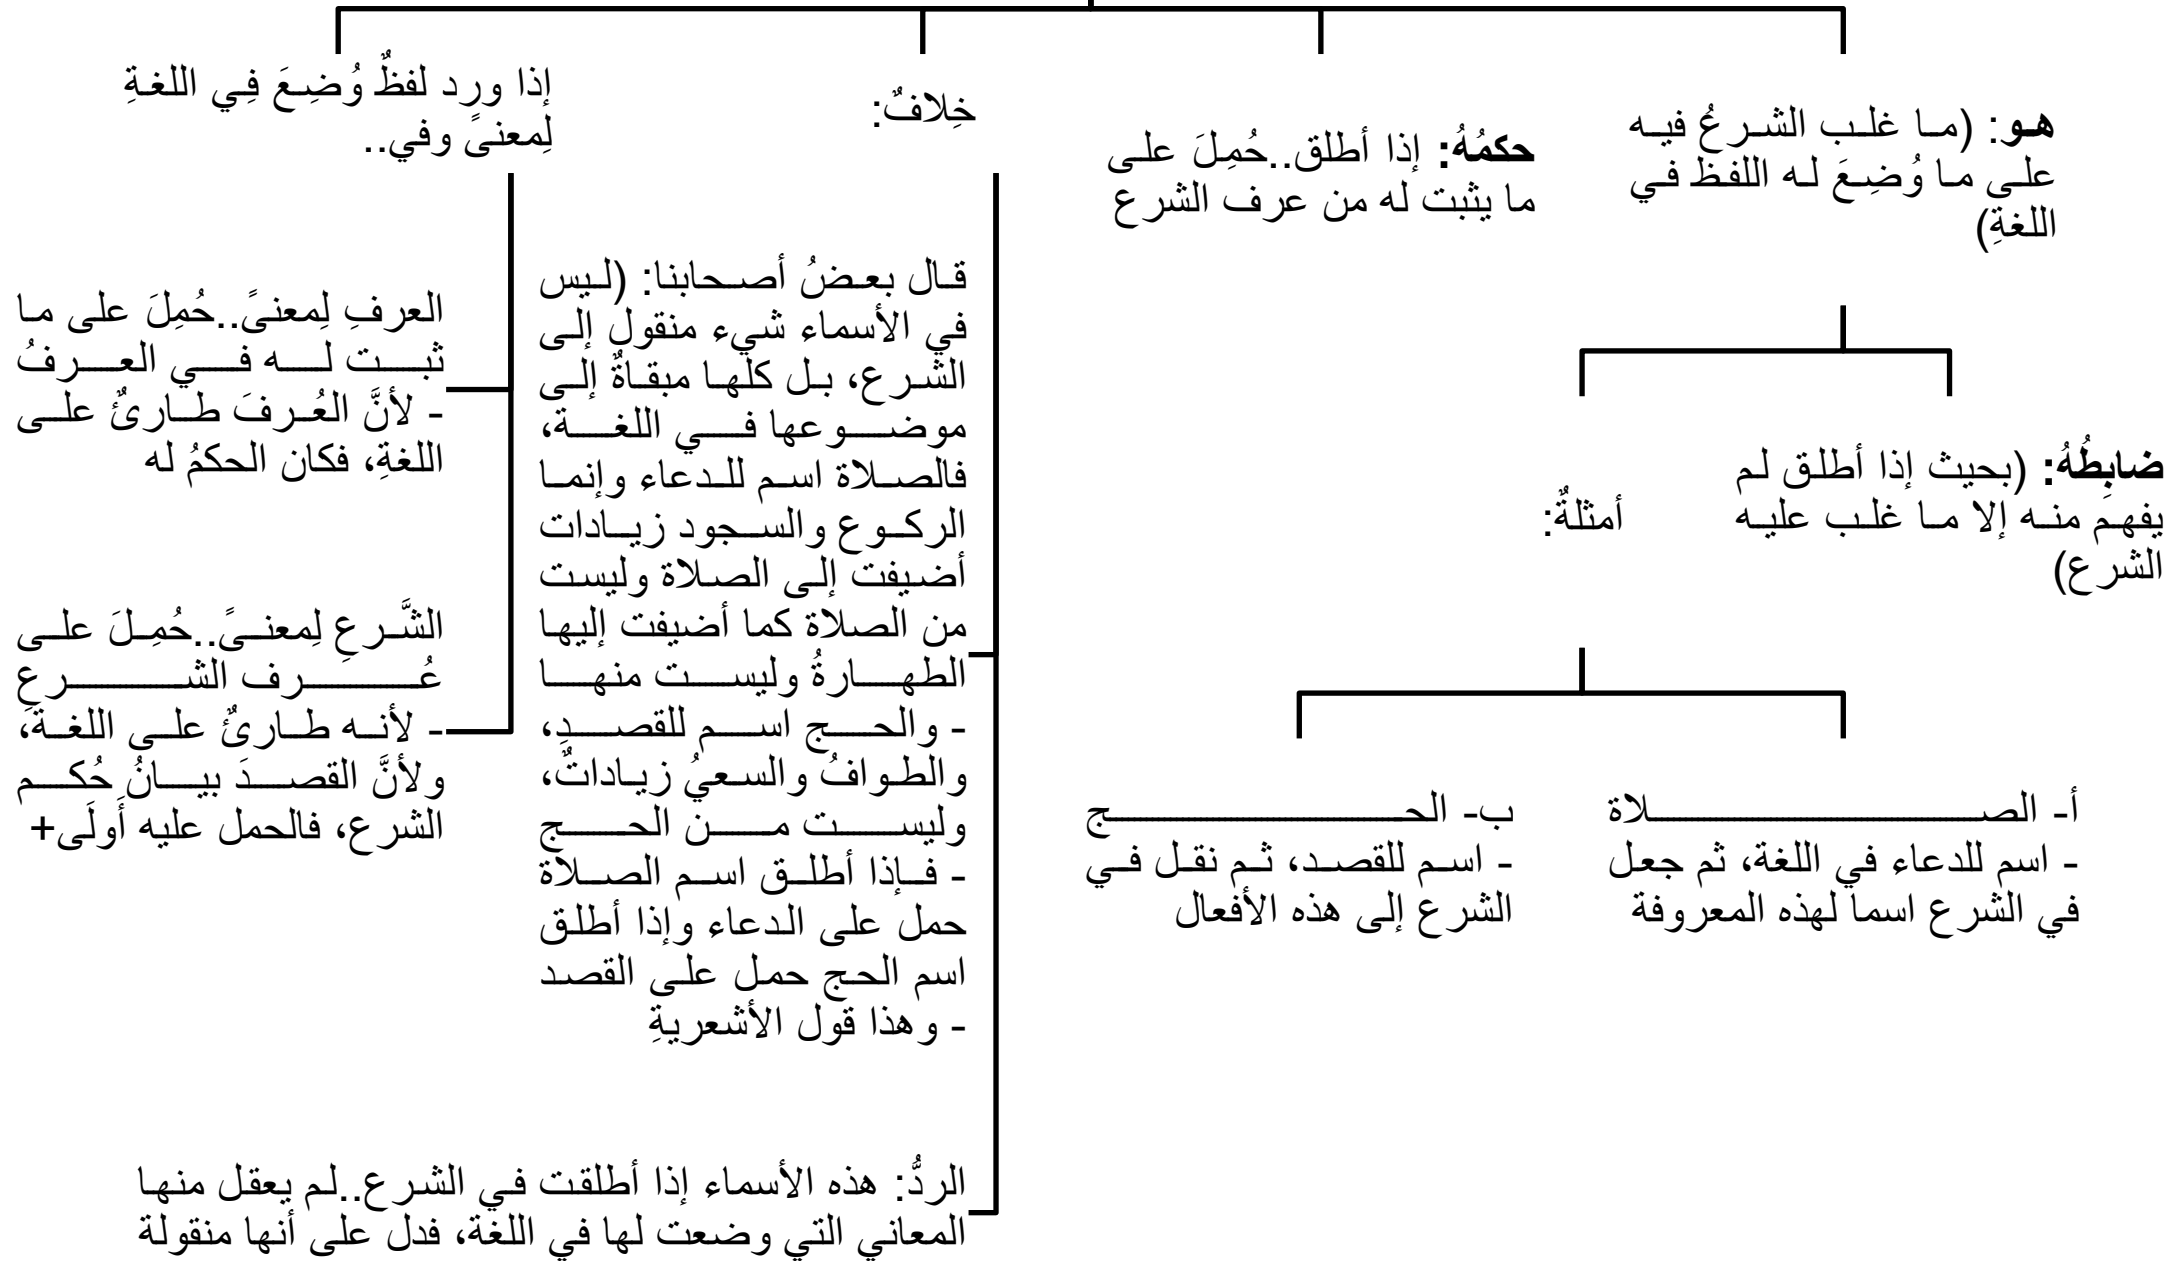 هو: (ما غلب الشرعُ فيه
على ما وُضِعَ له اللفظ في
اللغةِ)
ضابِطُهُ: (بحيث إذا أطلق لم
يفهم منه إلا ما غلب عليه
الشرع)
أمثلةٌ:
أ- الصلاة
- اسم للدعاء في اللغة، ثم جعل
في الشرع اسما لهذه المعروفة
ب- الحج
- اسم للقصد، ثم نقل في
الشرع إلى هذه الأفعال
حكمُهُ: إذا أطلق..حُمِلَ على
ما يثبت له من عرف الشرع
خِلافٌ:
قال بعضُ أصحابنا: (ليس
في الأسماء شيء منقول إلى
الشرع، بل كلها مبقاةٌ إلى
موضوعها في اللغة،
فالصلاة اسم للدعاء وإنما
الركوع والسجود زيادات
أضيفت إلى الصلاة وليست
من الصلاة كما أضيفت إليها
الطهارةُ وليست منها
- والحج اسم للقصدِ،
والطوافُ والسعيُ زياداتٌ،
وليست من الحج
- فإذا أطلق اسم الصلاة
حمل على الدعاء وإذا أطلق
اسم الحج حمل على القصد
- وهذا قول الأشعريةِ
الردُّ: هذه الأسماء إذا أطلقت في الشرع..لم يعقل منها
المعاني التي وضعت لها في اللغة، فدل على أنها منقولة
إذا ورد لفظٌ وُضِعَ فِي اللغةِ
لِمعنىً وفي..
العرفِ لِمعنىً..حُمِلَ على ما
ثبت له في العرفُ
- لأنَّ العُرفَ طارئٌ على
اللغةِ، فكان الحكمُ له
الشَّرعِ لِمعنىً..حُمِلَ على
عُرف الشرعِ
- لأنه طارئٌ على اللغة،
ولأنَّ القصدَ بيانُ حُكم
الشرع، فالحمل عليه أَولَى+